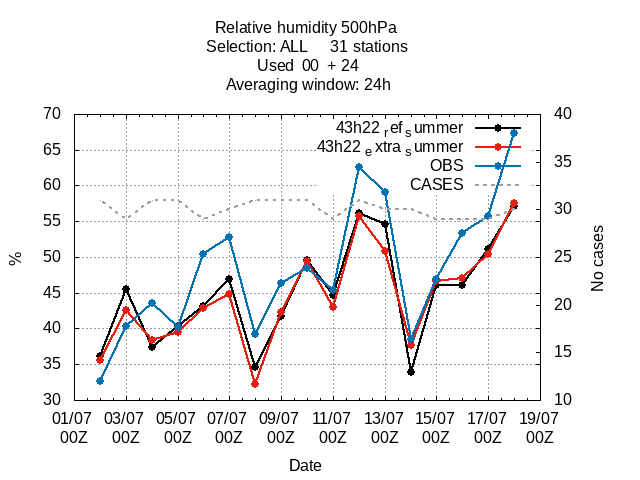 Relative humidity 500hPa
Selection: ALL 31 stations
Used 00 + 24
Averaging window: 24h
43h22 ref summer
43h22 extra summer
OBS
CASES
70
65
60
55
50
45
40
35
30
%
40
35
30
25
20
15
10
No cases
01/07 03/07 05/07 07/07 09/07 11/07 13/07 15/07 17/07 19/07
00Z 00Z 00Z 00Z 00Z 00Z 00Z 00Z 00Z 00Z
Date